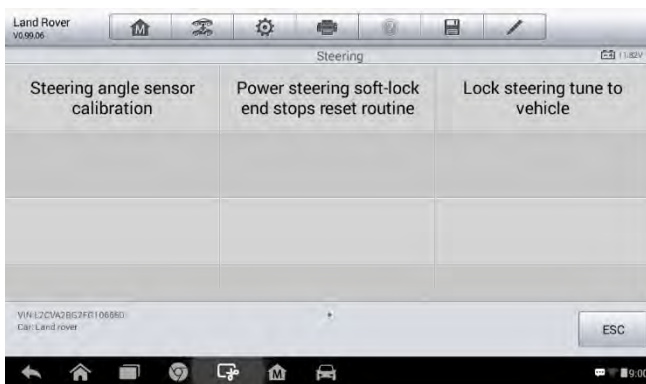 Land Rover
V0.99.06
M
Steering
11.82V
Steering angle sensor
calibration
Power steering soft-lock
end stops reset routine
Lock steering tune to
vehicle
Car: Land rover
ESC
M
9:00